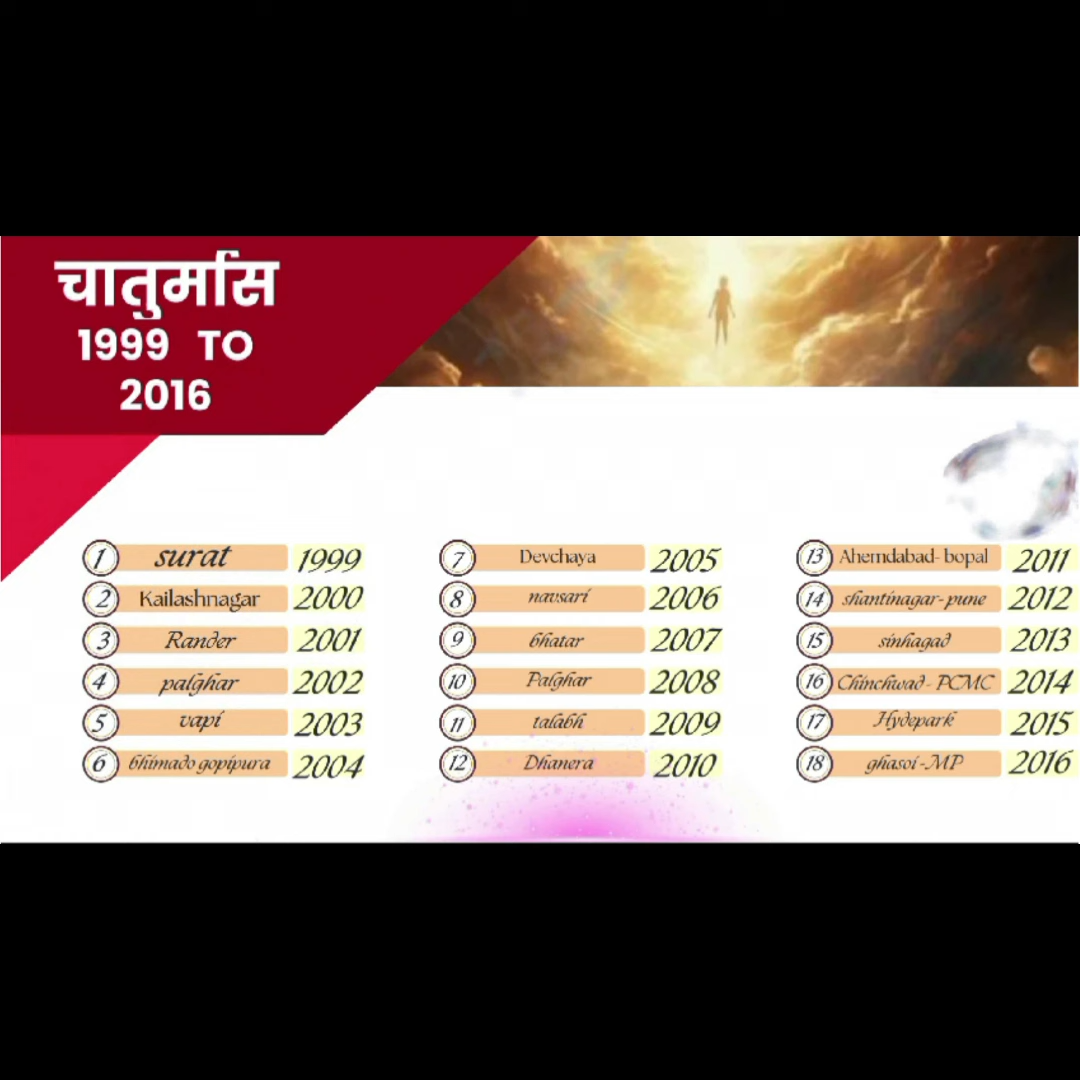 चातुर्मास
1999 TO
2016
1 surat 1999
2 Kailashnagar 2000
3 Rander 2001
4 palghar 2002
5 vapi 2003
6 bhimado gopipura 2004
7 Devchaya 2005
8 navsari 2006
9 bhatar 2007
10 Palghar 2008
11 talabh 2009
12 Dhanera 2010
13 Ahemdabad- bopal 2011
14 shantinagar- pune 2012
15 sinhagad 2013
16 Chinchwad - PCMC 2014
17 Hydepark 2015
18 ghasoi -MP 2016